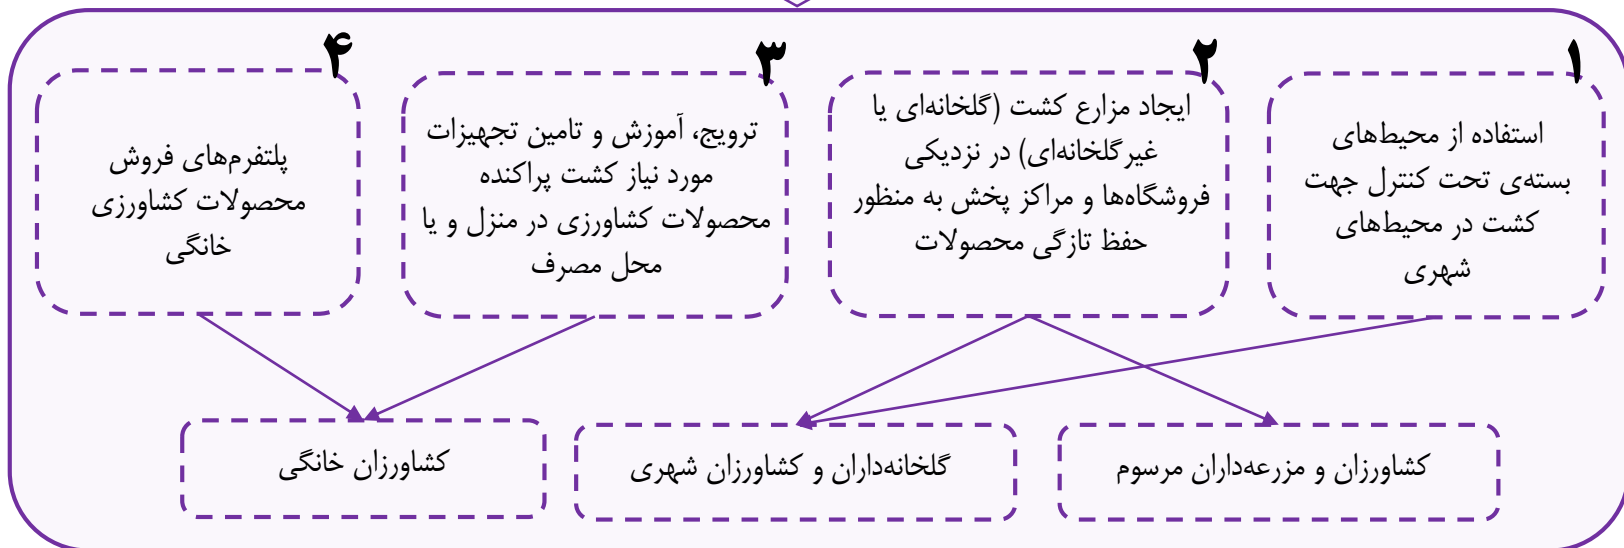 ۱
استفاده از محیط‌های
بسته‌ی تحت کنترل جهت
کشت در محیط‌های
شهری
۲
ایجاد مزارع کشت (گلخانه‌ای یا
غیرگلخانه‌ای) در نزدیکی
فروشگاه‌ها و مراکز پخش به منظور
حفظ تازگی محصولات
۳
ترویج، آموزش و تامین تجهیزات
مورد نیاز کشت پراکنده
محصولات کشاورزی در منزل و یا
محل مصرف
۴
پلتفرم‌های فروش
محصولات کشاورزی
خانگی
کشاورزان و مزرعه‌داران مرسوم
گلخانه‌داران و کشاورزان شهری
کشاورزان خانگی